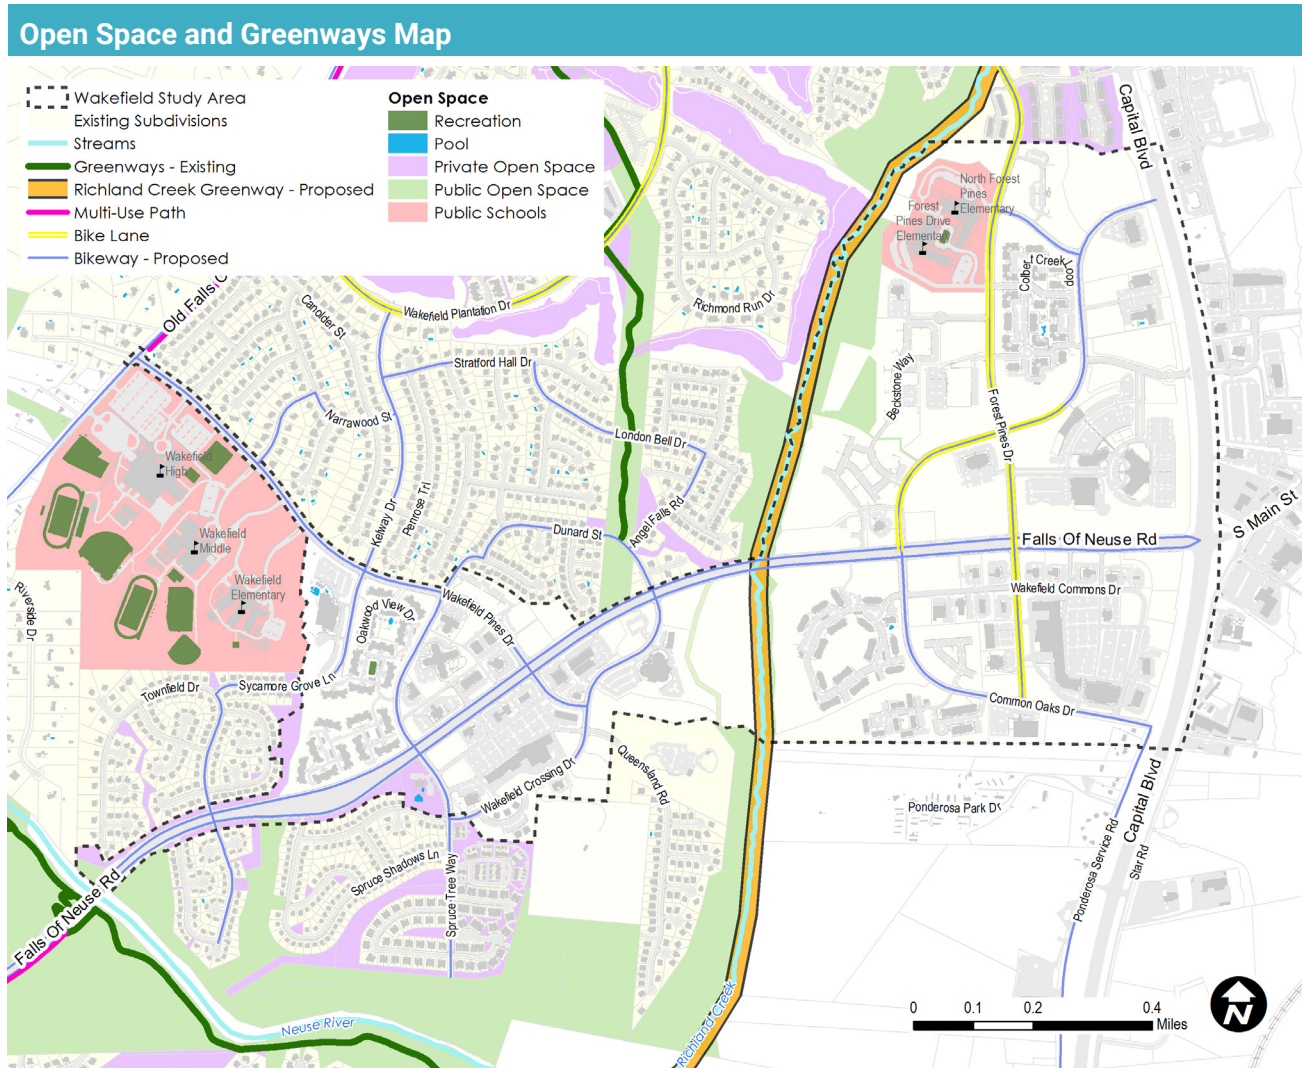 Open Space and Greenways Map
Wakefield Study Area
Existing Subdivisions
Streams
Greenways - Existing
Richland Creek Greenway - Proposed
Multi-Use Path
Bike Lane
Bikeway - Proposed
Open Space
Recreation
Pool
Private Open Space
Public Open Space
Public Schools
Capital Blvd
North Forest
Pines
Elementary
Forest
Pines Drive
Elementa
Colbert Creek Loop
Old Falls O
Canolder St
Wakefield Plantation Dr
Richmond Run Dr
Stratford Hall Dr
Narrawood St
London Bell Dr
Beckstone Way
Forest Pines Dr
Wakefield
High
Kelway Dr
Penrose Trl
Angel Falls Rd
Dunard St
Wakefield
Middle
S Main St
Falls Of Neuse Rd
Wakefield
Elementary
Wakefield Commons Dr
Riverside Dr
Oakwood View Dr
Wakefield Pines Dr
Townfield Dr
Sycamore Grove Ln
Common Oaks Dr
Queensland Rd
Wakefield Crossing Dr
Ponderosa Park Dr
Capital Blvd
Spruce Shadows Ln
Spruce Tree Way
Ponderosa Service Rd
Star Rd
Falls Of Neuse Rd
Neuse River
Richland Creek
0 0.1 0.2 0.4
Miles
N